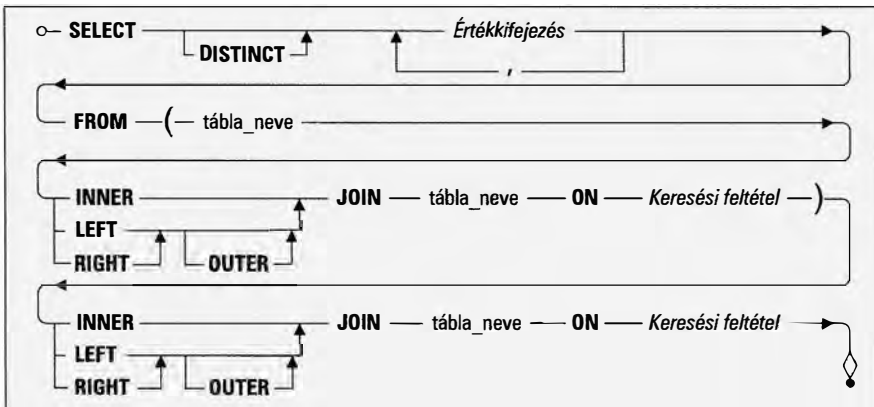 SELECT Értékkifejezés
DISTINCT ,
FROM ( tábla_neve
INNER JOIN tábla_neve ON Keresési feltétel )
LEFT
RIGHT OUTER
INNER JOIN tábla_neve ON Keresési feltétel
LEFT
RIGHT OUTER